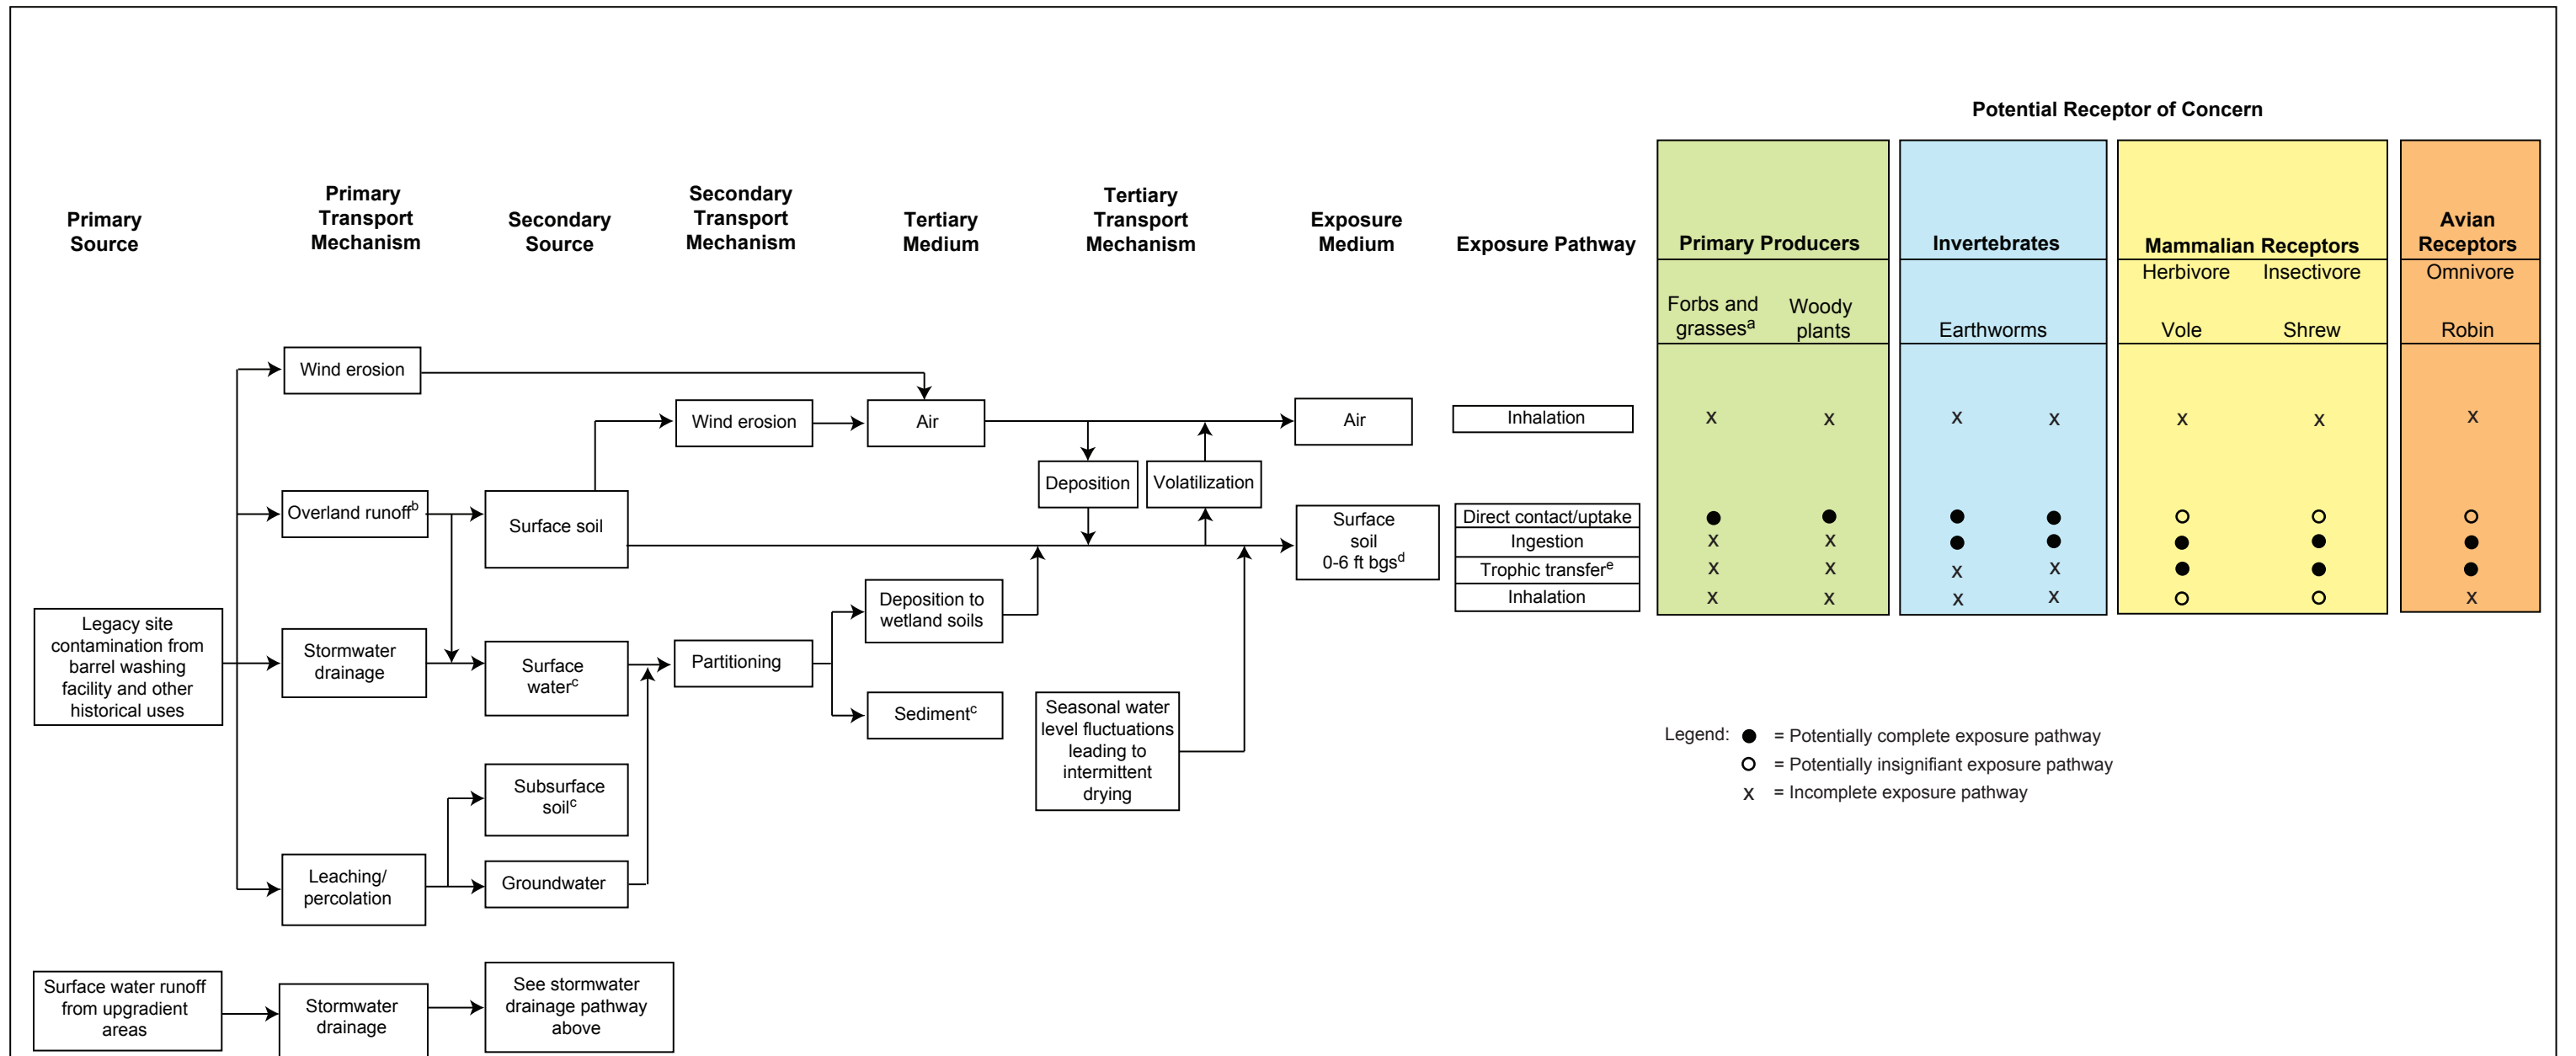 Potential Receptor of Concern
Primary
Source
Primary
Transport
Mechanism
Secondary
Source
Secondary
Transport
Mechanism
Tertiary
Medium
Tertiary
Transport
Mechanism
Exposure
Medium
Exposure Pathway
Primary Producers
Invertebrates
Mammalian Receptors
Avian
Receptors
Herbivore
Insectivore
Omnivore
Forbs and
grassesᵃ
Woody
plants
Earthworms
Vole
Shrew
Robin
Wind erosion
Wind erosion
Air
Air
Inhalation
x x x x x x x
Deposition
Volatilization
Overland runoffᵇ
Surface soil
Surface
soil
0-6 ft bgsᵈ
Direct contact/uptake
● ● ● ● O O O
Ingestion
x x ● ● ● ● ●
Trophic transferᵉ
x x x x ● ● ●
Inhalation
x x x x O O x
Legacy site
contamination from
barrel washing
facility and other
historical uses
Stormwater
drainage
Surface
waterᶜ
Partitioning
Deposition to
wetland soils
Sedimentᶜ
Seasonal water
level fluctuations
leading to
intermittent
drying
Legend: ● = Potentially complete exposure pathway
O = Potentially insignifiant exposure pathway
x = Incomplete exposure pathway
Subsurface
soilᶜ
Leaching/
percolation
Groundwater
Surface water runoff
from upgradient
areas
Stormwater
drainage
See stormwater
drainage pathway
above